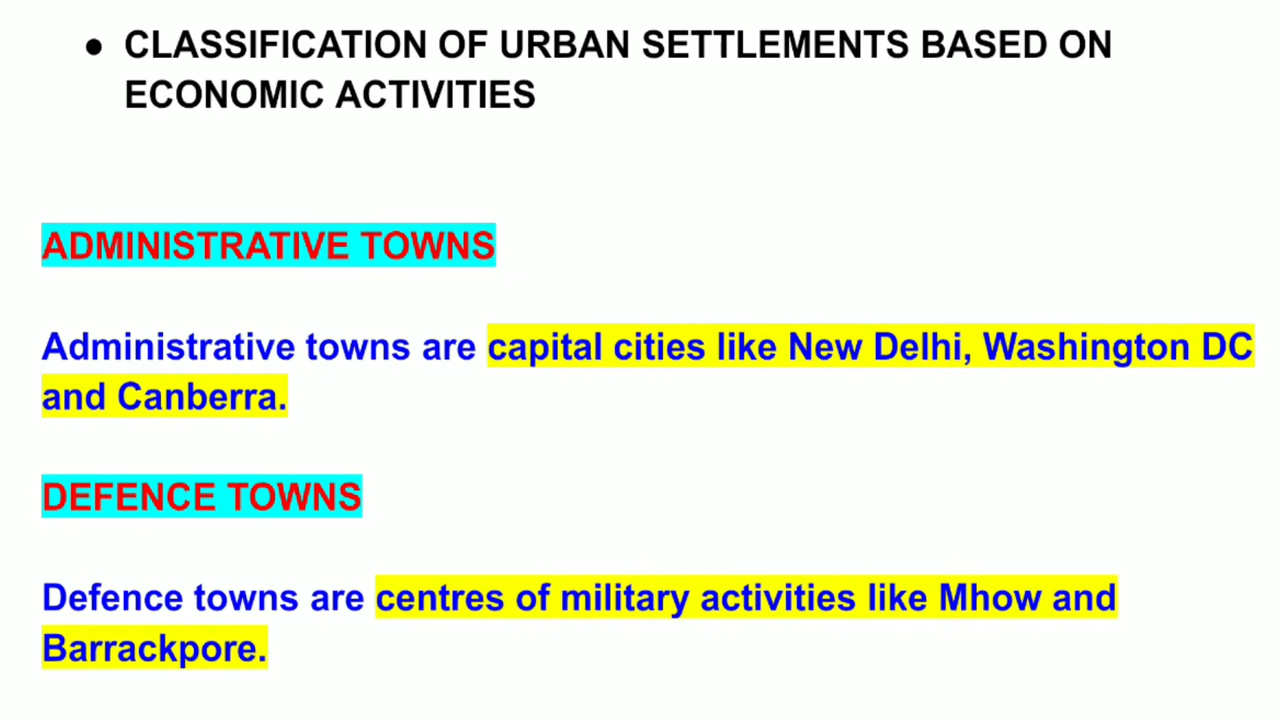 ● CLASSIFICATION OF URBAN SETTLEMENTS BASED ON
ECONOMIC ACTIVITIES
ADMINISTRATIVE TOWNS
Administrative towns are capital cities like New Delhi, Washington DC
and Canberra.
DEFENCE TOWNS
Defence towns are centres of military activities like Mhow and
Barrackpore.